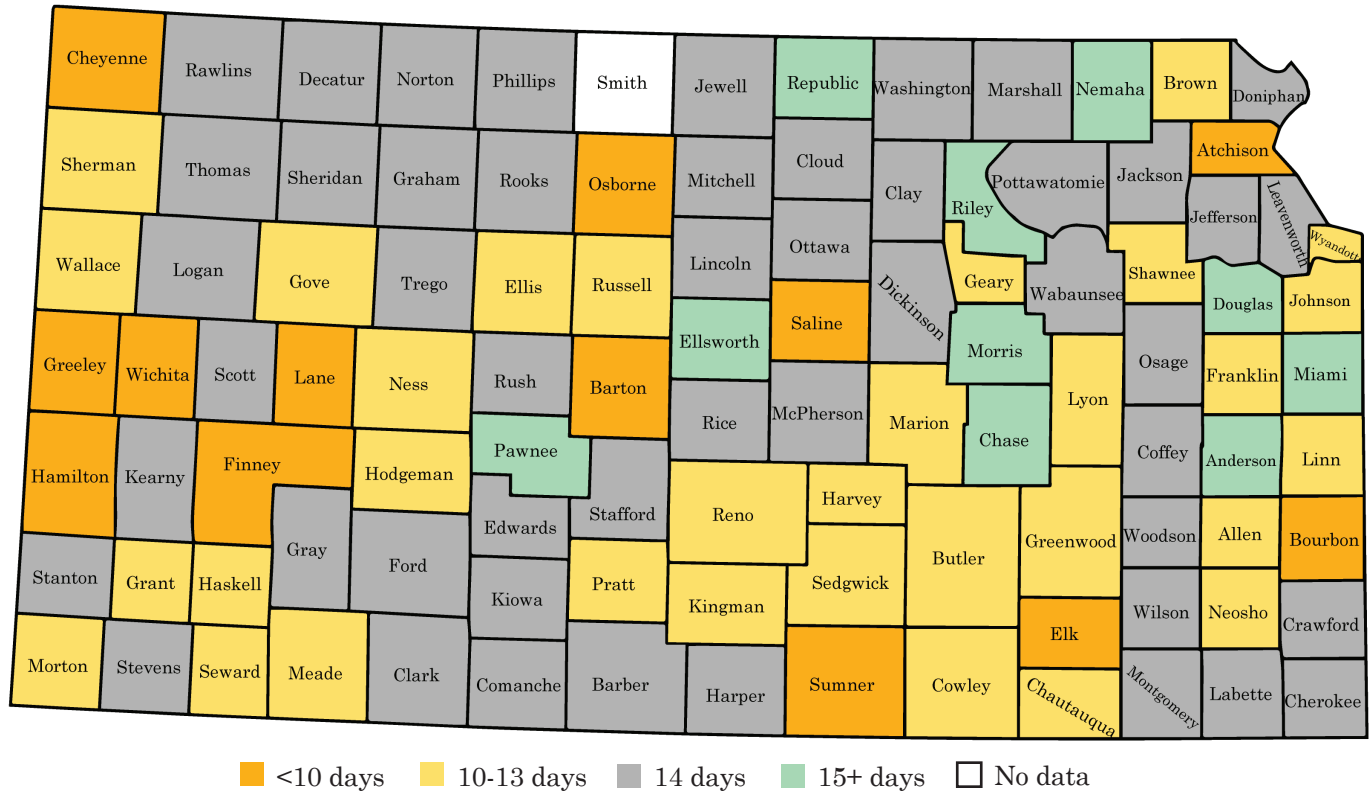 Cheyenne
Rawlins
Decatur
Norton
Phillips
Smith
Jewell
Republic
Washington
Marshall
Nemaha
Brown
Doniphan
Sherman
Thomas
Sheridan
Graham
Rooks
Osborne
Mitchell
Cloud
Clay
Riley
Pottawatomie
Jackson
Atchison
Jefferson
Leavenworth
Wyandott
Wallace
Logan
Gove
Trego
Ellis
Russell
Lincoln
Ottawa
Dickinson
Geary
Wabaunsee
Shawnee
Douglas
Johnson
Greeley
Wichita
Scott
Lane
Ness
Rush
Barton
Ellsworth
Saline
Morris
Osage
Franklin
Miami
Hamilton
Kearny
Finney
Hodgeman
Pawnee
Stafford
Rice
McPherson
Marion
Chase
Lyon
Coffey
Anderson
Linn
Stanton
Grant
Haskell
Gray
Ford
Edwards
Kiowa
Pratt
Reno
Harvey
Sedgwick
Kingman
Butler
Greenwood
Woodson
Allen
Bourbon
Morton
Stevens
Seward
Meade
Clark
Comanche
Barber
Harper
Sumner
Cowley
Elk
Chautauqua
Wilson
Neosho
Crawford
Montgomery
Labette
Cherokee
<10 days
10-13 days
14 days
15+ days
No data